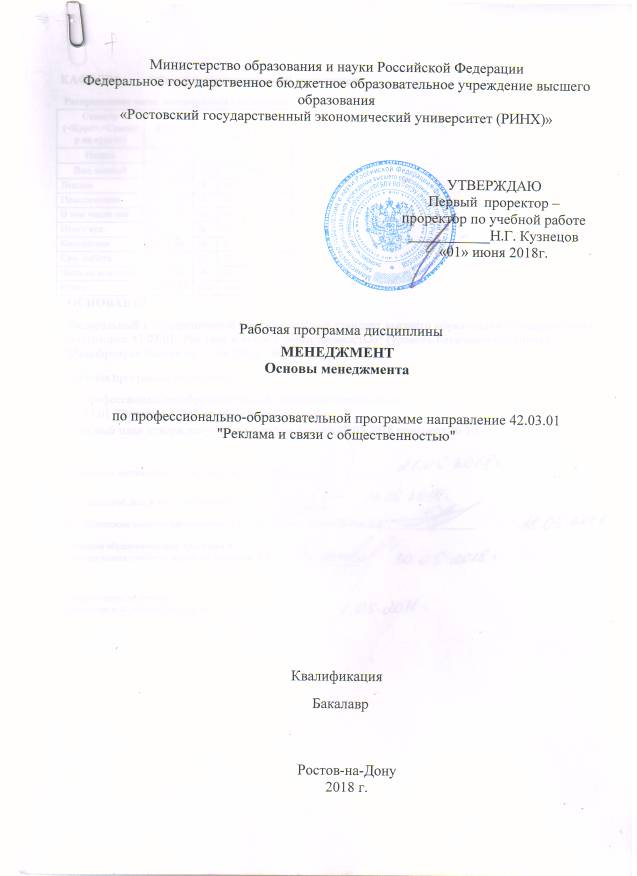 Министерство образования и науки Российской Федерации
Федеральное государственное бюджетное образовательное учреждение высшего
образования
«Ростовский государственный экономический университет (РИНХ)»
УТВЕРЖДАЮ
Первый проректор –
проректор по учебной работе
____________Н.Г. Кузнецов
«01» июня 2018г.
Рабочая программа дисциплины
МЕНЕДЖМЕНТ
Основы менеджмента
по профессионально-образовательной программе направление 42.03.01
"Реклама и связи с общественностью"
Квалификация
Бакалавр
Ростов-на-Дону
2018 г.